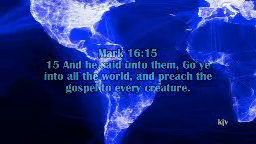 Mark 16:15
15 And he said unto them, Go ye
into all the world, and preach the
gospel to every creature.
kjv